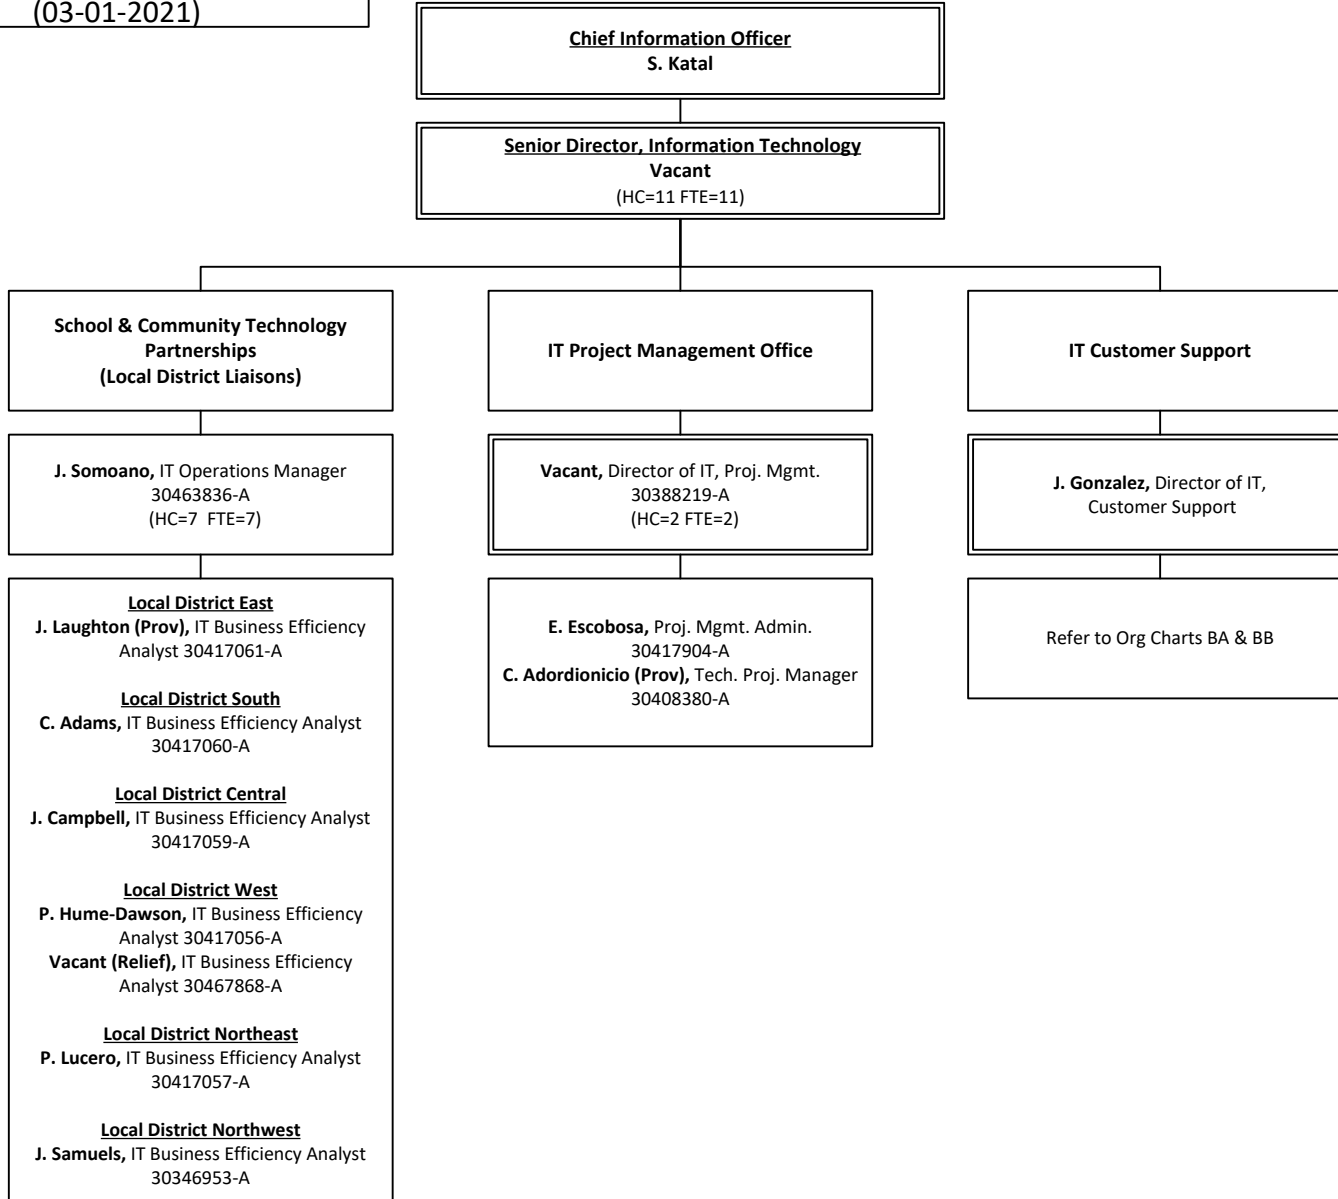 (03-01-2021)
Chief Information Officer
S. Katal
Senior Director, Information Technology
Vacant
(HC=11 FTE=11)
School & Community Technology
Partnerships
(Local District Liaisons)
IT Project Management Office
IT Customer Support
J. Somoano, IT Operations Manager
30463836-A
(HC=7 FTE=7)
Vacant, Director of IT, Proj. Mgmt.
30388219-A
(HC=2 FTE=2)
J. Gonzalez, Director of IT,
Customer Support
Local District East
J. Laughton (Prov), IT Business Efficiency
Analyst 30417061-A
Local District South
C. Adams, IT Business Efficiency Analyst
30417060-A
Local District Central
J. Campbell, IT Business Efficiency Analyst
30417059-A
Local District West
P. Hume-Dawson, IT Business Efficiency
Analyst 30417056-A
Vacant (Relief), IT Business Efficiency
Analyst 30467868-A
Local District Northeast
P. Lucero, IT Business Efficiency Analyst
30417057-A
Local District Northwest
J. Samuels, IT Business Efficiency Analyst
30346953-A
E. Escobosa, Proj. Mgmt. Admin.
30417904-A
C. Adordionicio (Prov), Tech. Proj. Manager
30408380-A
Refer to Org Charts BA & BB